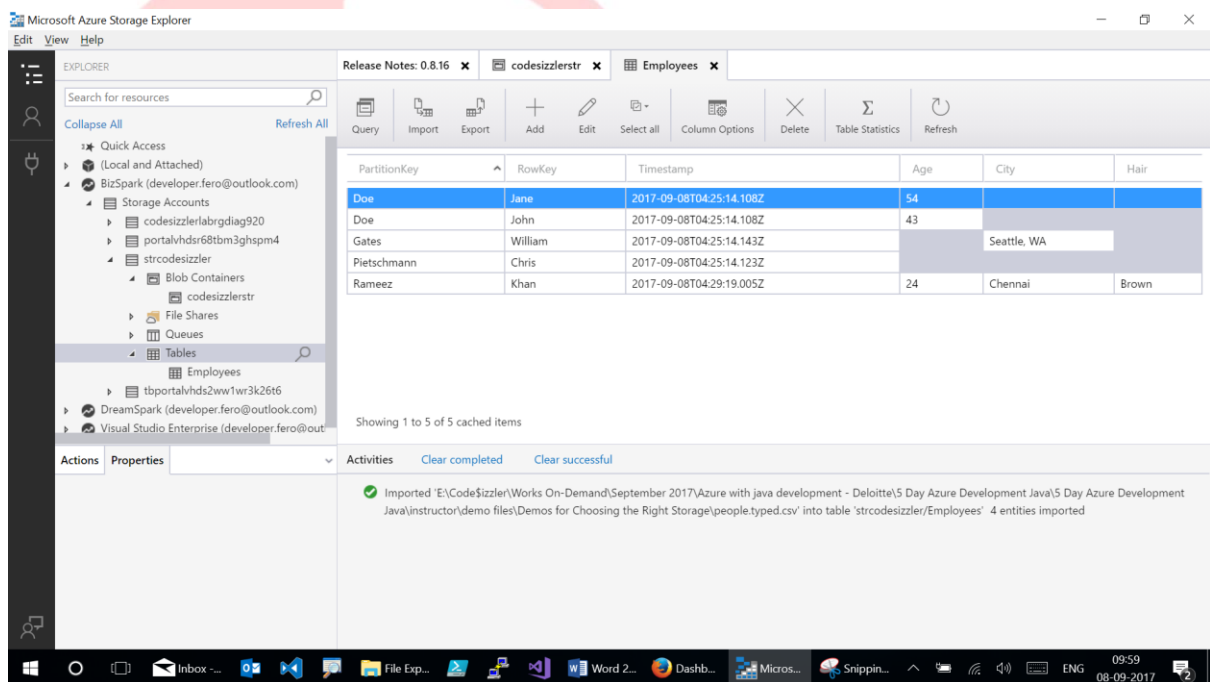 Microsoft Azure Storage Explorer
Edit View Help
EXPLORER
Search for resources
Collapse All Refresh All
Quick Access
(Local and Attached)
BizSpark (developer.fero@outlook.com)
Storage Accounts
codesizzlerlabrgdiag920
portalvhdsr68tbm3ghspm4
strcodesizzler
Blob Containers
codesizzlerstr
File Shares
Queues
Tables
Employees
tbportalvhds2ww1wr3k26t6
DreamSpark (developer.fero@outlook.com)
Visual Studio Enterprise (developer.fero@out
Actions Properties
Release Notes: 0.8.16 codesizzlerstr Employees
Query Import Export Add Edit Select all Column Options Delete Table Statistics Refresh
PartitionKey RowKey Timestamp Age City Hair
Doe Jane 2017-09-08T04:25:14.108Z 54
Doe John 2017-09-08T04:25:14.108Z 43
Gates William 2017-09-08T04:25:14.143Z Seattle, WA
Pietschmann Chris 2017-09-08T04:25:14.123Z
Rameez Khan 2017-09-08T04:29:19.005Z 24 Chennai Brown
Showing 1 to 5 of 5 cached items
Activities Clear completed Clear successful
Imported 'E:\Code$izzler\Works On-Demand\September 2017\Azure with java development - Deloitte\5 Day Azure Development Java\5 Day Azure Development
Java\instructor\demo files\Demos for Choosing the Right Storage\people.typed.csv' into table 'strcodesizzler/Employees' 4 entities imported
Inbox -... File Exp... Word 2... Dashb... Micros... Snippin... ENG 09:59
08-09-2017 2